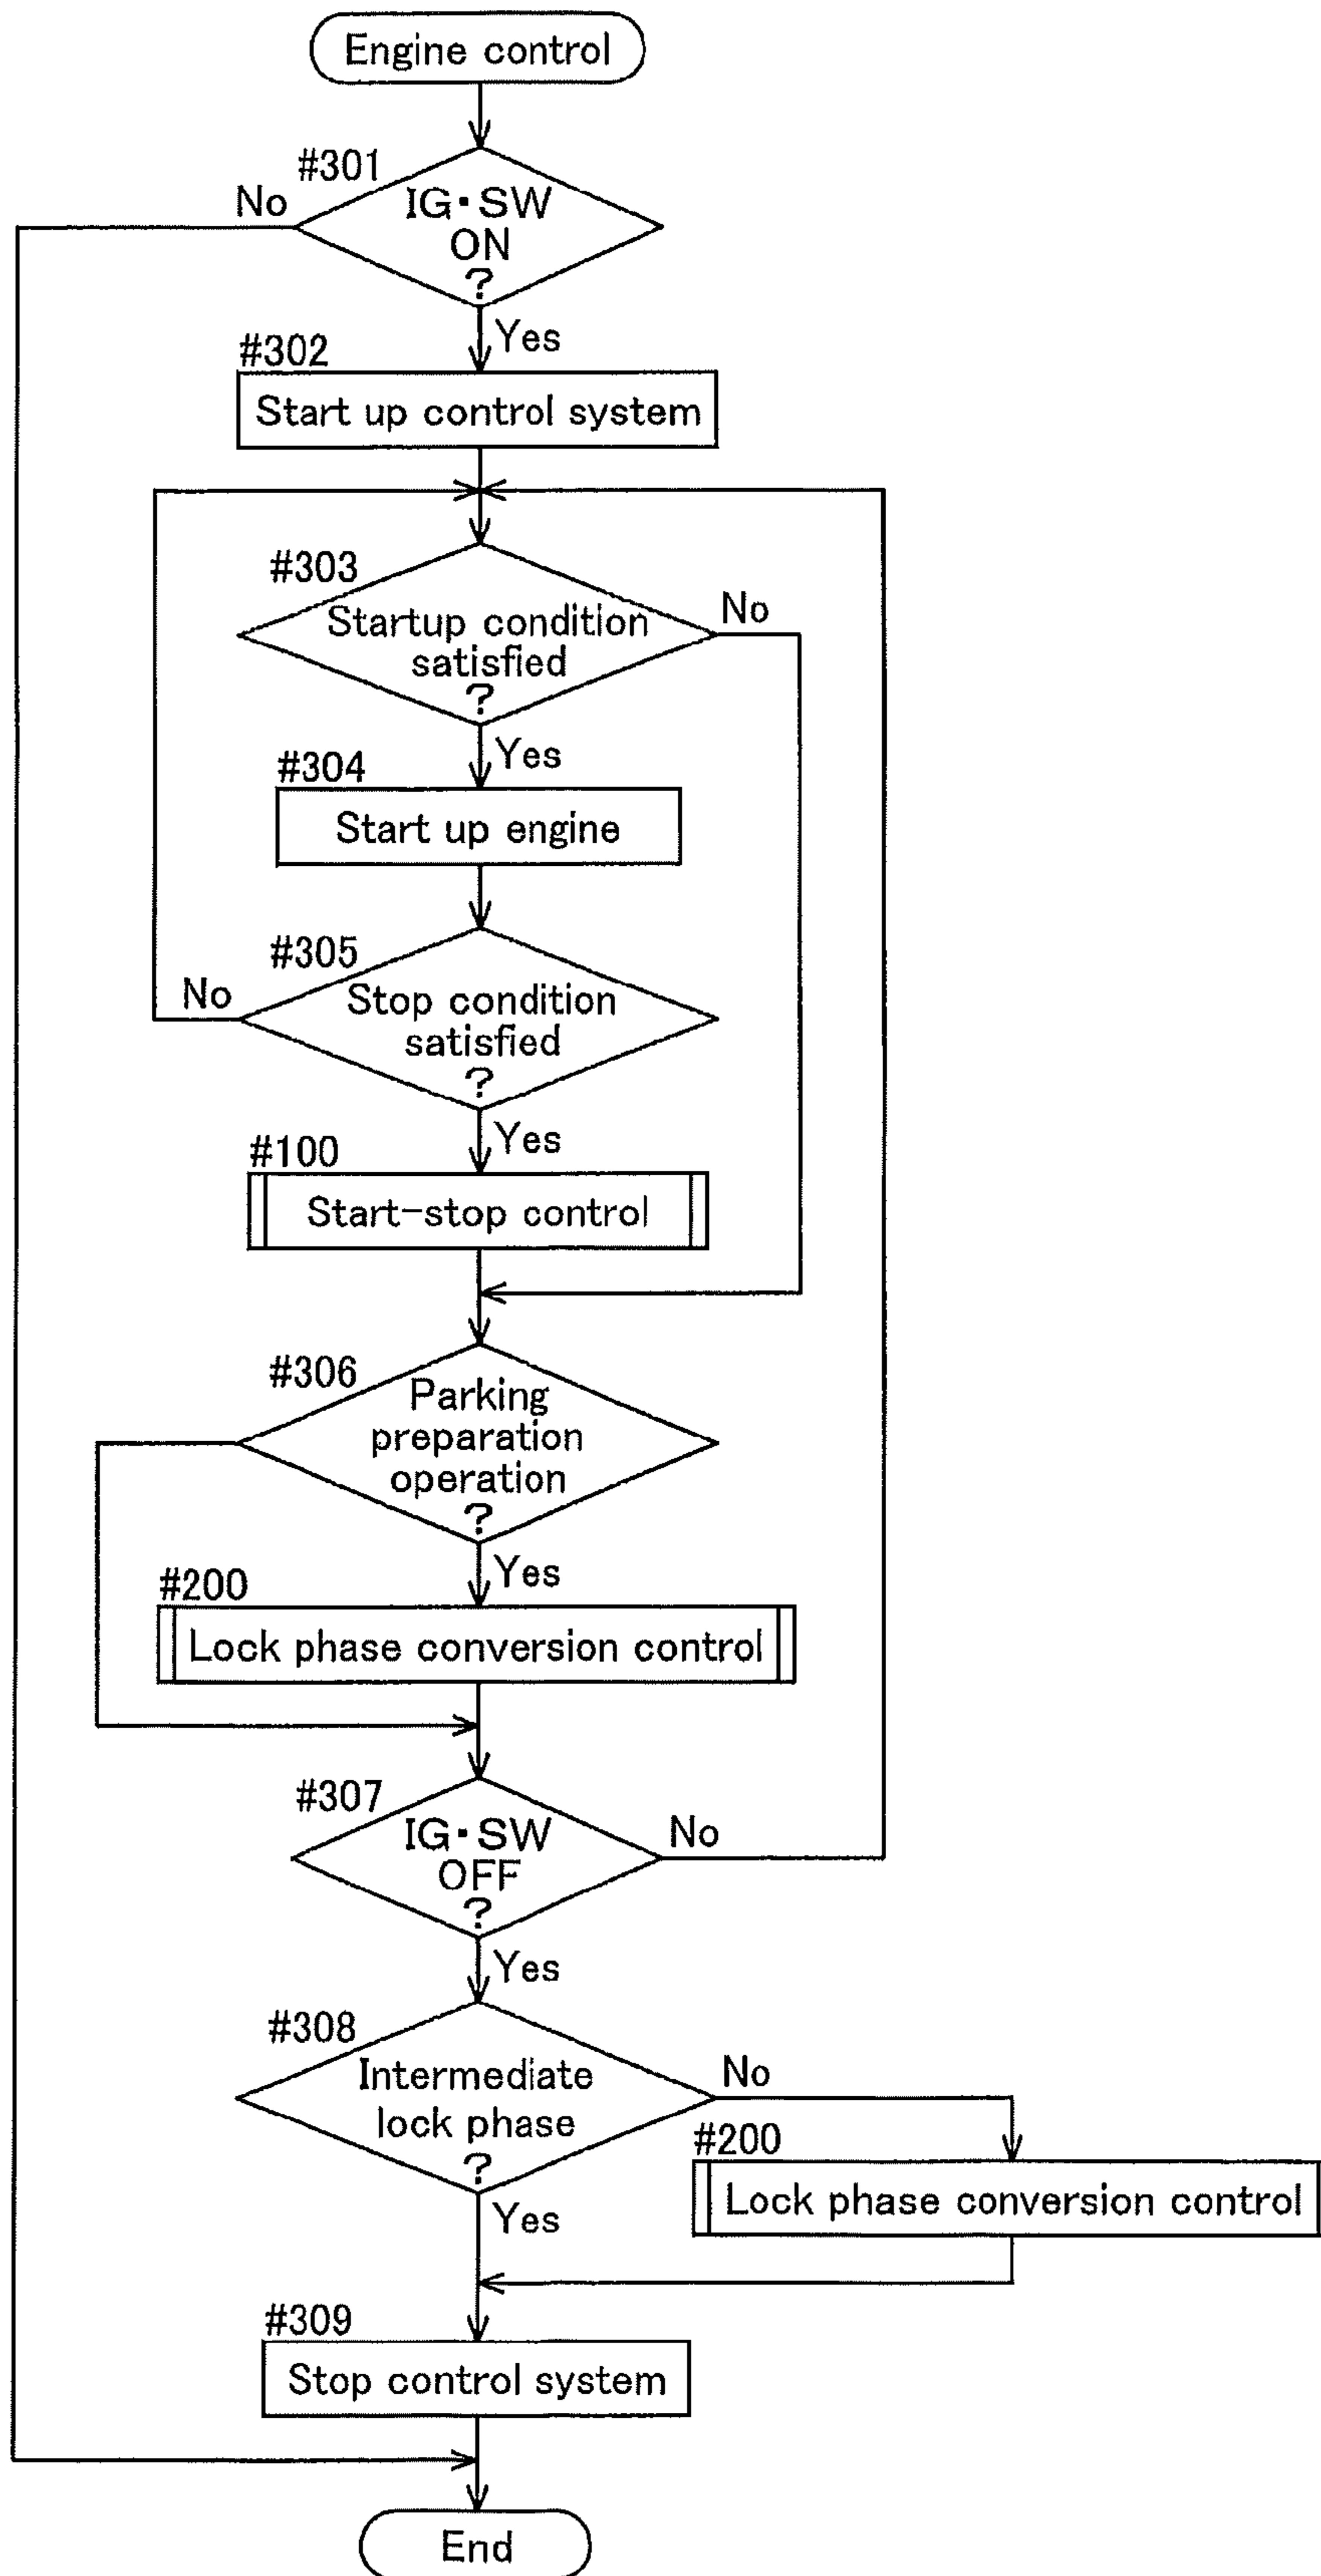 Engine control
#301
No
IG・SW
ON
?
Yes
#302
Start up control system
#303
No
Startup condition
satisfied
?
Yes
#304
Start up engine
#305
No
Stop condition
satisfied
?
Yes
#100
Start-stop control
#306
Parking
preparation
operation
?
Yes
#200
Lock phase conversion control
#307
IG・SW
OFF
?
No
Yes
#308
Intermediate
lock phase
?
No
Yes
#200
Lock phase conversion control
#309
Stop control system
End